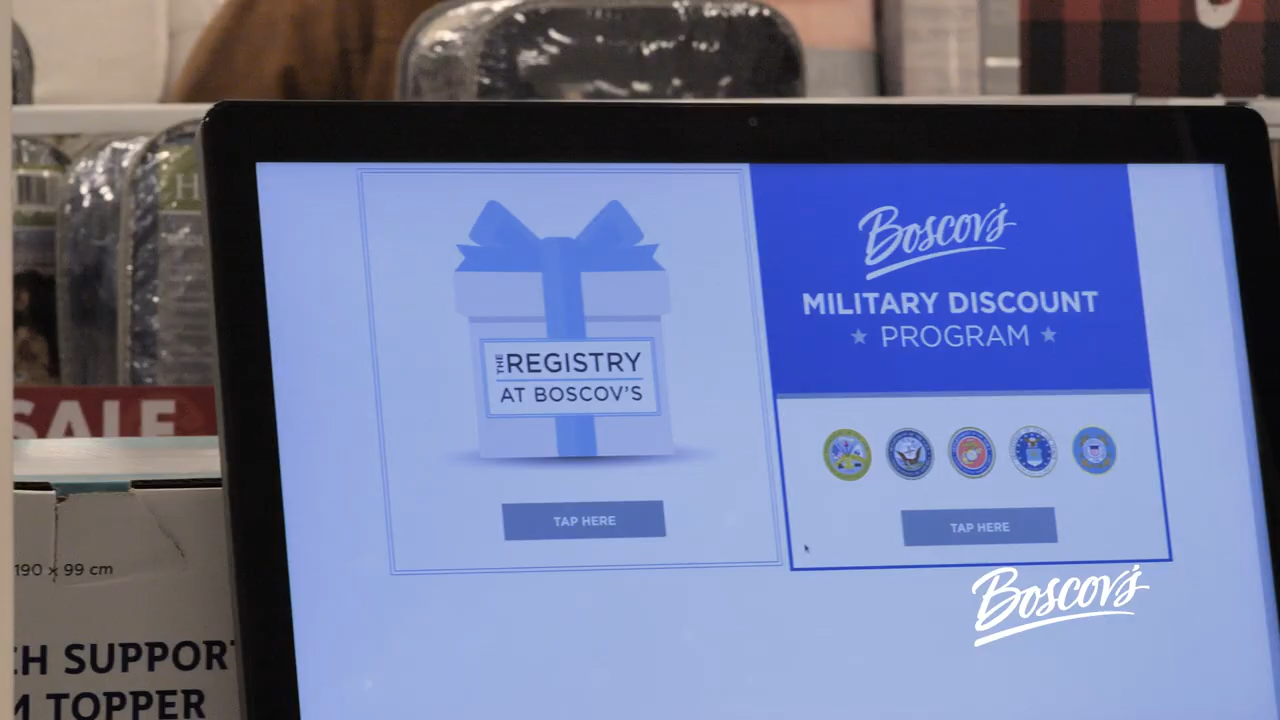 THE REGISTRY
AT BOSCOV'S
TAP HERE
Boscov's
MILITARY DISCOUNT
PROGRAM
TAP HERE
Boscov's
SALE
190 x 99 cm
CH SUPPORT
M TOPPER